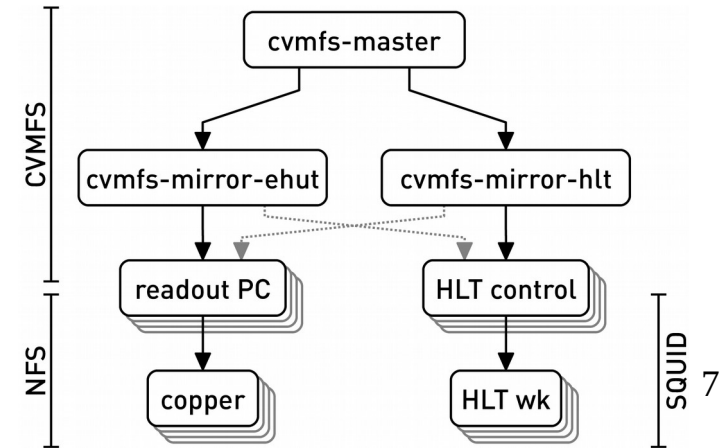 cvmfs-master
CVMFS
cvmfs-mirror-ehut
cvmfs-mirror-hlt
readout PC
HLT control
NFS
SQUID
7
copper
HLT wk